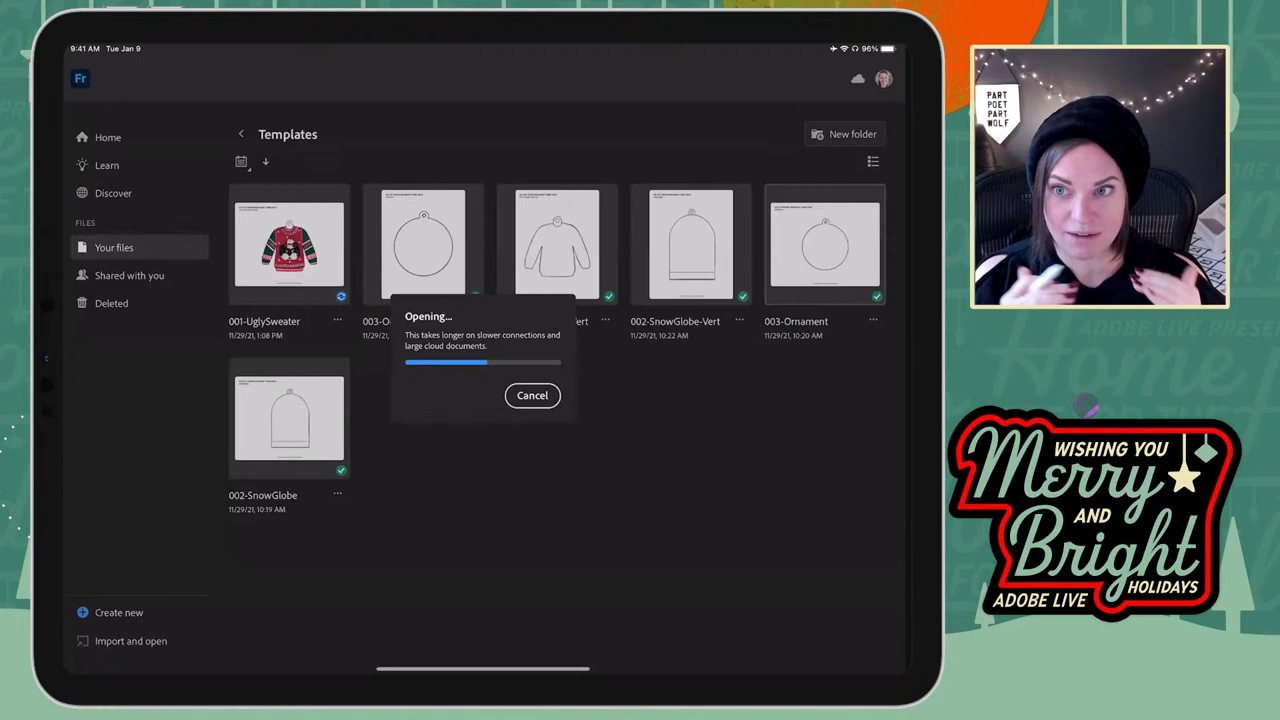 9:41 AM Tue Jan 9
96%
Fr
Home
Learn
Discover
FILES
Your files
Shared with you
Deleted
Create new
Import and open
Templates
New folder
001-UglySweater
11/29/21, 1:08 PM
002-SnowGlobe-Vert
11/29/21, 10:22 AM
003-Ornament
11/29/21, 10:20 AM
002-SnowGlobe
11/29/21, 10:19 AM
Opening...
This takes longer on slower connections and
large cloud documents.
Cancel
PART
POET
PART
WOLF
WISHING YOU
Merry
AND
Bright
HOLIDAYS
ADOBE LIVE